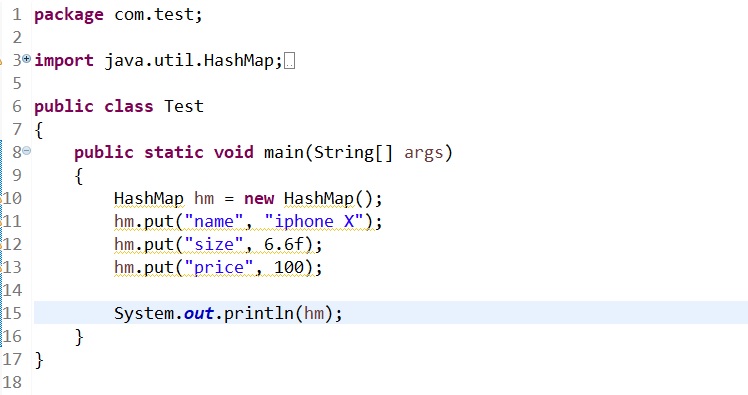 1 package com.test;
2
3 import java.util.HashMap;
5
6 public class Test
7 {
8 public static void main(String[] args)
9 {
10 HashMap hm = new HashMap();
11 hm.put("name", "iphone X");
12 hm.put("size", 6.6f);
13 hm.put("price", 100);
14
15 System.out.println(hm);
16 }
17 }
18